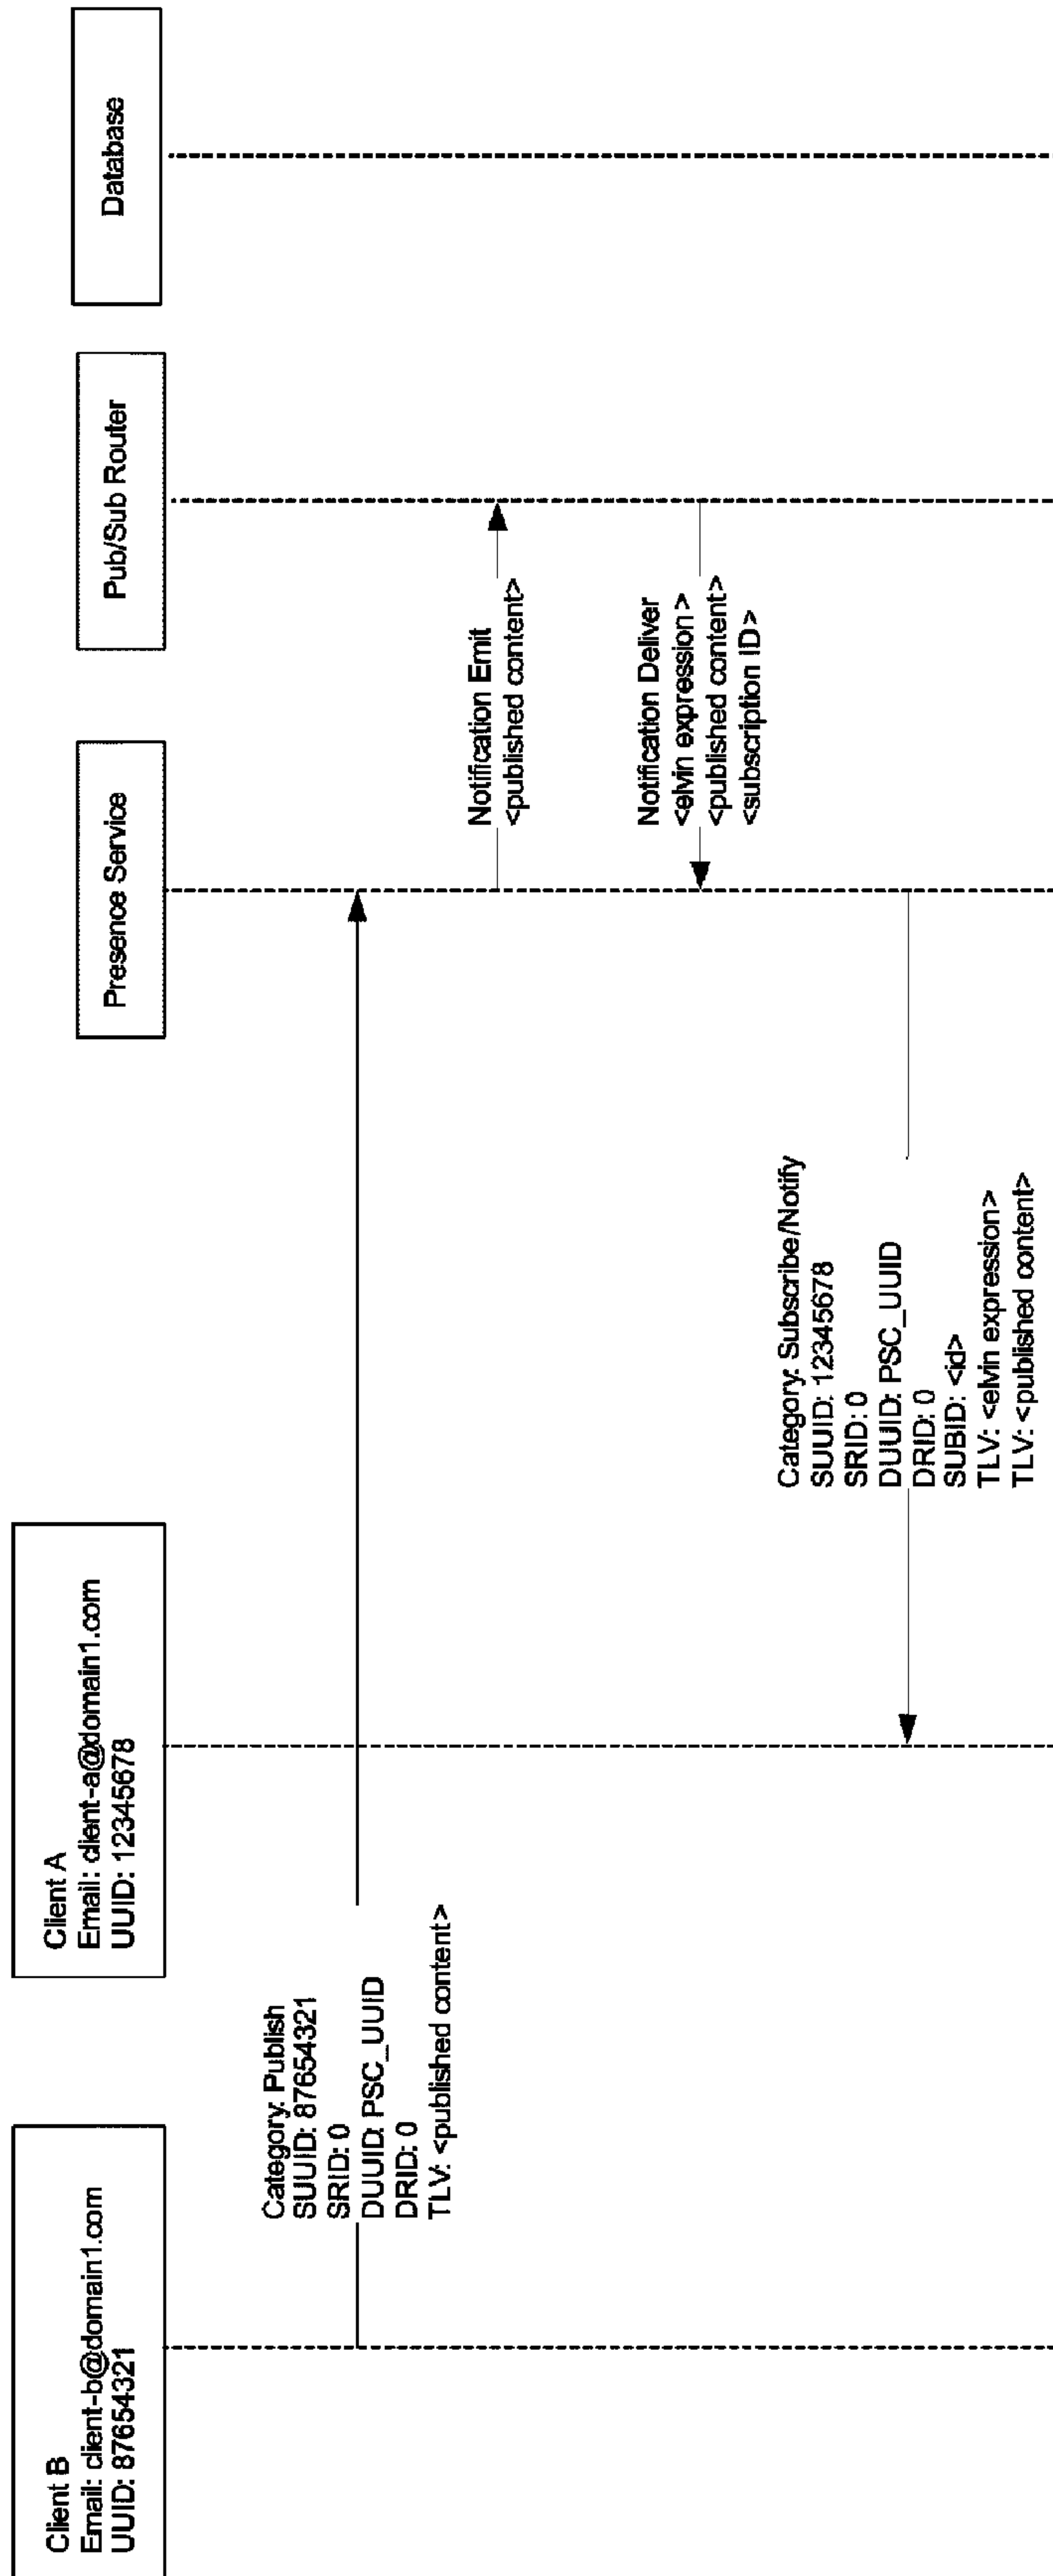 Client B
Email: client-b@domain1.com
UUID: 87654321
Client A
Email: client-a@domain1.com
UUID: 12345678
Presence Service
Pub/Sub Router
Database
Category: Publish
SUUID: 87654321
SRID: 0
DUUID: PSC_UUID
DRID: 0
TLV: <published content>
Notification Emit
<published content>
Notification Deliver
<elvin expression>
<published content>
<subscription ID>
Category: Subscribe/Notify
SUUID: 12345678
SRID: 0
DUUID: PSC_UUID
DRID: 0
SUBID: <id>
TLV: <elvin expression>
TLV: <published content>